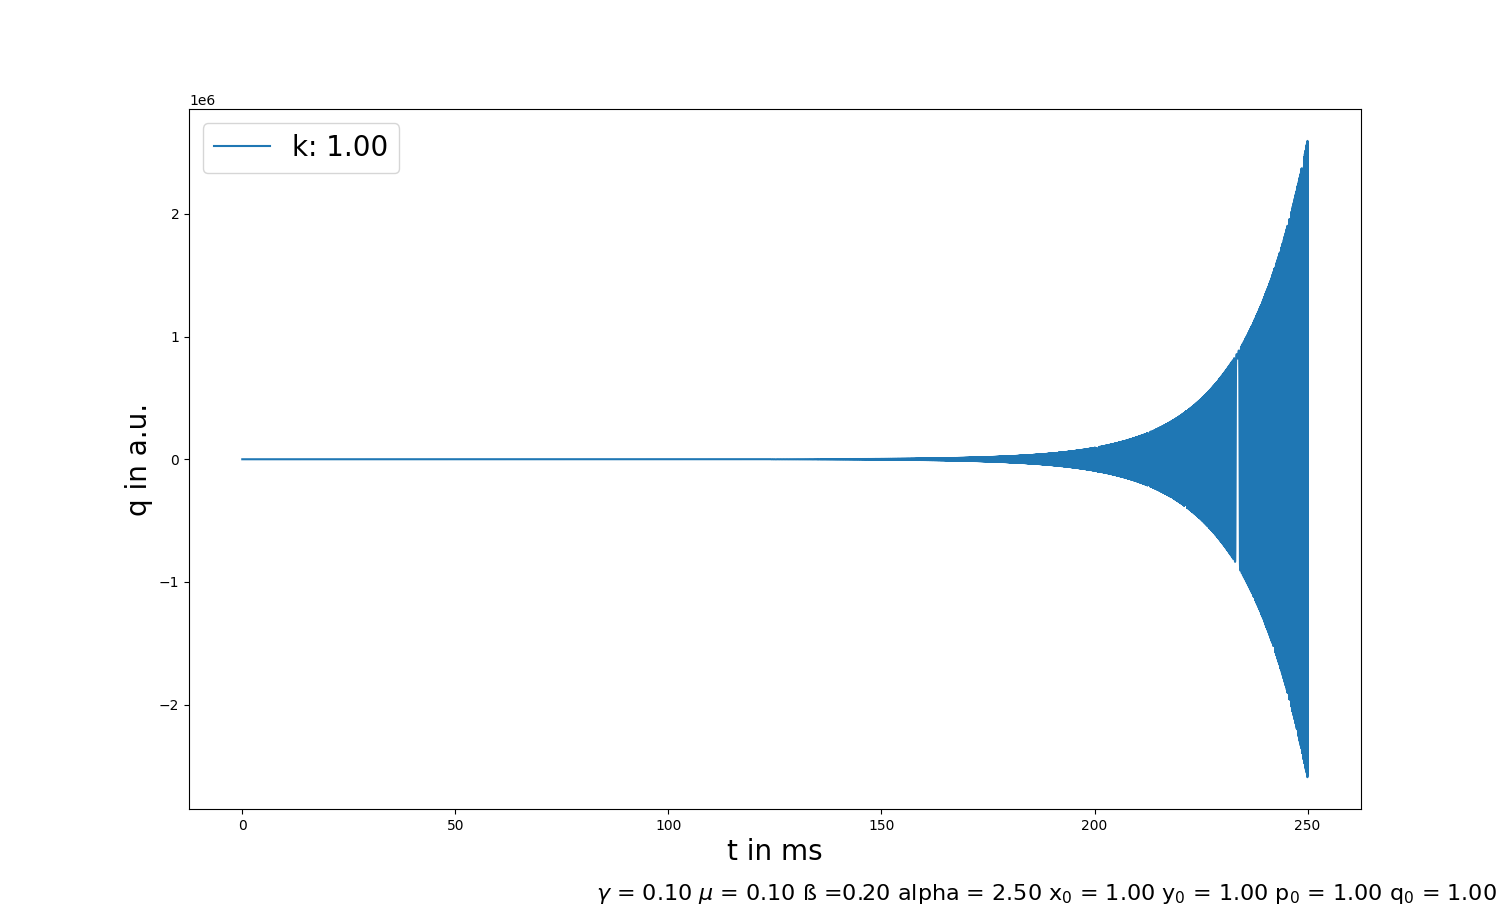 1e6
k: 1.00
2
1
0
−1
−2
q in a.u.
0 50 100 150 200 250
t in ms
γ = 0.10 μ = 0.10 ß =0.20 alpha = 2.50 x₀ = 1.00 y₀ = 1.00 p₀ = 1.00 q₀ = 1.00